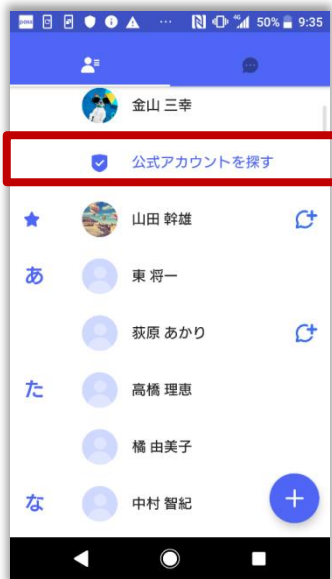 50% 9:35
金山 三幸
公式アカウントを探す
山田 幹雄
あ
東 将一
荻原 あかり
た
高橋 理恵
橘 由美子
な
中村 智紀